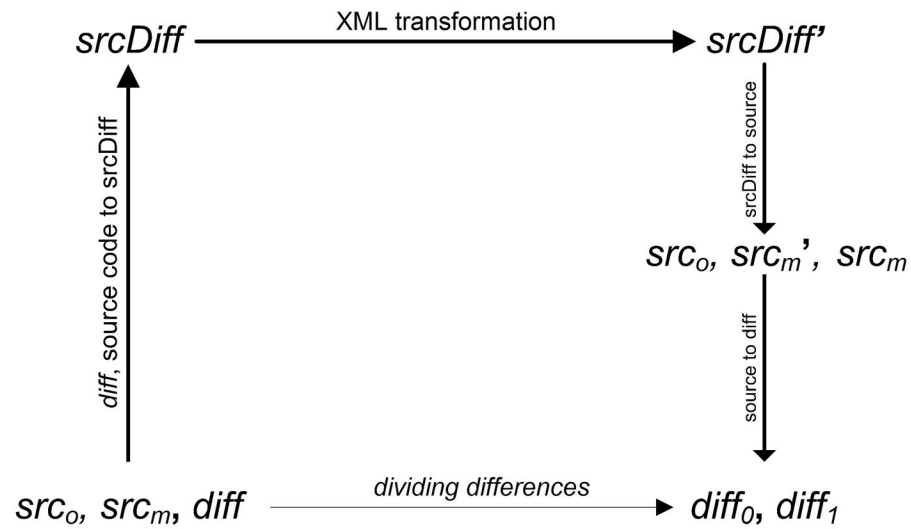 XML transformation
srcDiff
srcDiff’
diff, source code to srcDiff
srcDiff to source
srcₒ, srcₘ’, srcₘ
source to diff
srcₒ, srcₘ, diff
dividing differences
diff₀, diff₁